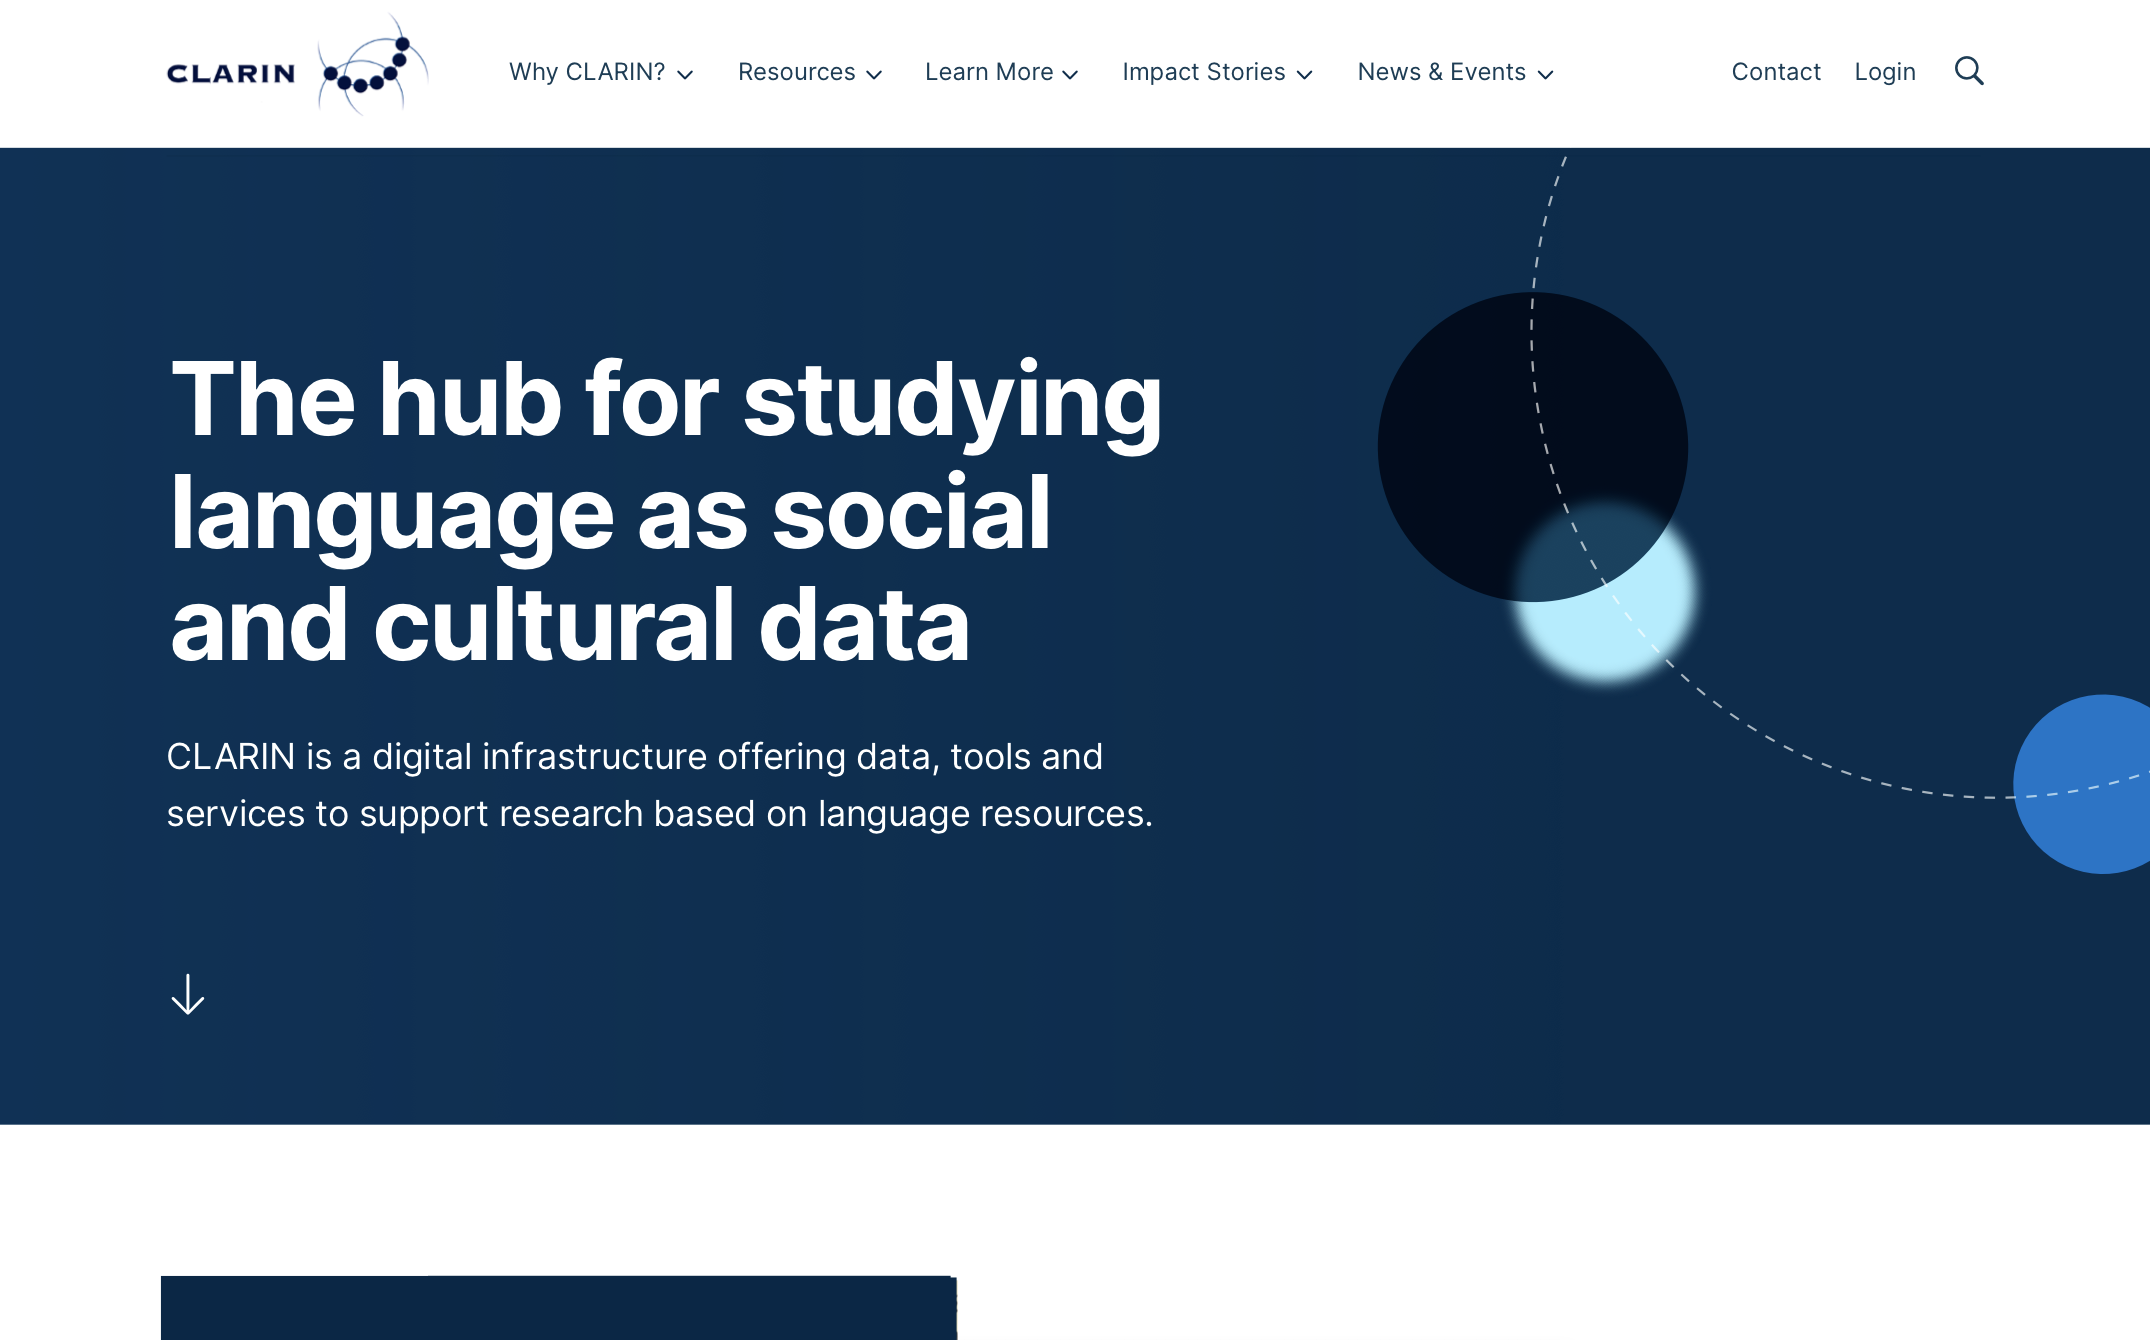 CLARIN
Why CLARIN?
Resources
Learn More
Impact Stories
News & Events
Contact
Login
The hub for studying
language as social
and cultural data
CLARIN is a digital infrastructure offering data, tools and
services to support research based on language resources.